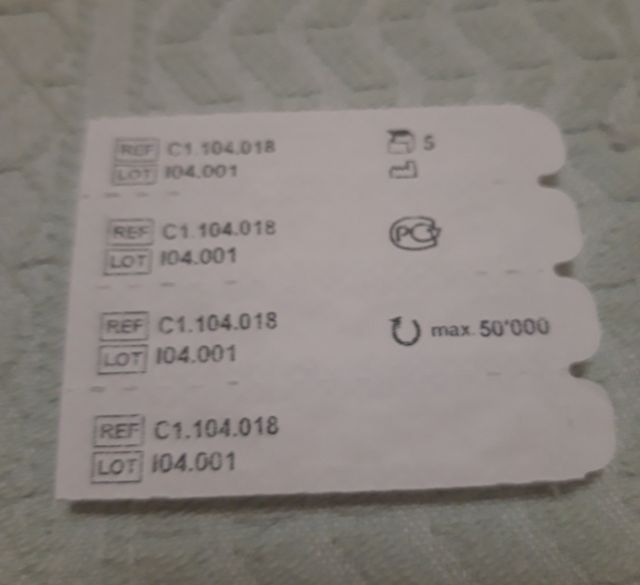 REF C1.104.018 5
LOT I04.001
REF C1.104.018 PCT
LOT I04.001
REF C1.104.018 max. 50'000
LOT I04.001
REF C1.104.018
LOT I04.001